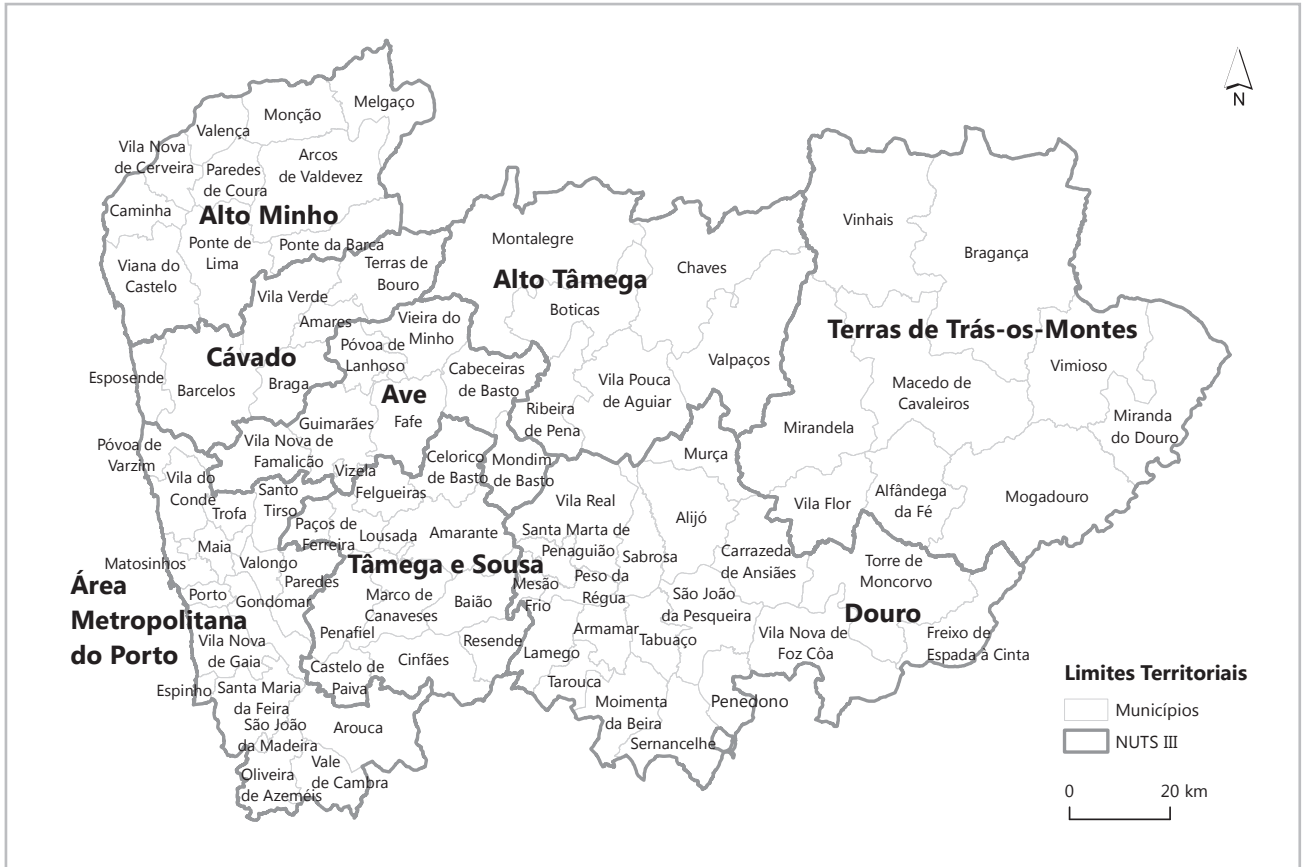 N
Melgaço
Monção
Valença
Vila Nova
de Cerveira
Arcos
de Valdevez
Paredes
de Coura
Caminha
Alto Minho
Ponte de
Lima
Ponte da Barca
Viana do
Castelo
Terras de
Bouro
Vila Verde
Amares
Vieira do
Minho
Póvoa de
Lanhoso
Cávado
Esposende
Barcelos
Braga
Ave
Cabeceiras
de Basto
Fafe
Guimarães
Vila Nova de
Famalicão
Vizela
Montalegre
Alto Tâmega
Chaves
Boticas
Valpaços
Vila Pouca
de Aguiar
Ribeira
de Pena
Vinhais
Bragança
Terras de Trás-os-Montes
Vimioso
Macedo de
Cavaleiros
Miranda
do Douro
Mirandela
Vila Flor
Alfândega
da Fé
Mogadouro
Póvoa de
Varzim
Vila do
Conde
Santo
Tirso
Trofa
Maia
Matosinhos
Valongo
Paredes
Porto
Gondomar
Área
Metropolitana
do Porto
Vila Nova
de Gaia
Espinho
Santa Maria
da Feira
São João
da Madeira
Arouca
Oliveira
de Azeméis
Vale
de Cambra
Celorico
de Basto
Mondim
de Basto
Felgueiras
Paços de
Ferreira
Lousada
Amarante
Tâmega e Sousa
Marco de
Canaveses
Baião
Penafiel
Resende
Cinfães
Castelo de
Paiva
Murça
Vila Real
Alijó
Santa Marta de
Penaguião
Sabrosa
Carrazeda
de Ansiães
Torre de
Moncorvo
Mesão
Frio
Peso da
Régua
São João
da Pesqueira
Douro
Armamar
Tabuaço
Vila Nova de
Foz Côa
Freixo de
Espada à Cinta
Lamego
Tarouca
Moimenta
da Beira
Penedono
Sernancelhe
Limites Territoriais
Municípios
NUTS III
0 20 km